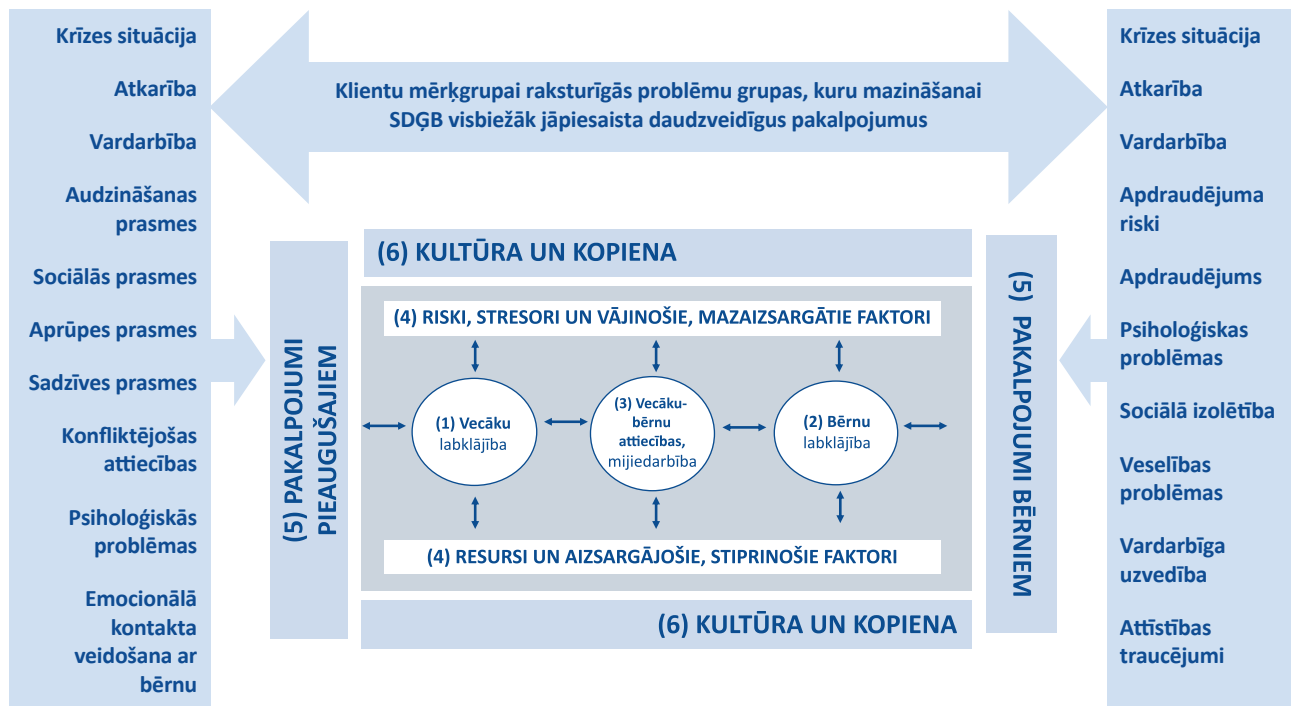 Krīzes situācija
Atkarība
Vardarbība
Audzināšanas
prasmes
Sociālās prasmes
Aprūpes prasmes
Sadzīves prasmes
Konfliktējošas
attiecības
Psiholoģiskās
problēmas
Emocionālā
kontakta
veidošana ar
bērnu
Klientu mērķgrupai raksturīgās problēmu grupas, kuru mazināšanai
SDĢB visbiežāk jāpiesaista daudzveidīgus pakalpojumus
(5) PAKALPOJUMI
PIEAUGUŠAJIEM
(6) KULTŪRA UN KOPIENA
(4) RISKI, STRESORI UN VĀJINOŠIE, MAZAIZSARGĀTIE FAKTORI
(1) Vecāku
labklājība
(3) Vecāku-
bērnu
attiecības,
mijiedarbība
(2) Bērnu
labklājība
(4) RESURSI UN AIZSARGĀJOŠIE, STIPRINOŠIE FAKTORI
(6) KULTŪRA UN KOPIENA
(5) PAKALPOJUMI BĒRNIEM
Krīzes situācija
Atkarība
Vardarbība
Apdraudējuma
riski
Apdraudējums
Psiholoģiskas
problēmas
Sociālā izolētība
Veselības
problēmas
Vardarbīga
uzvedība
Attīstības
traucējumi